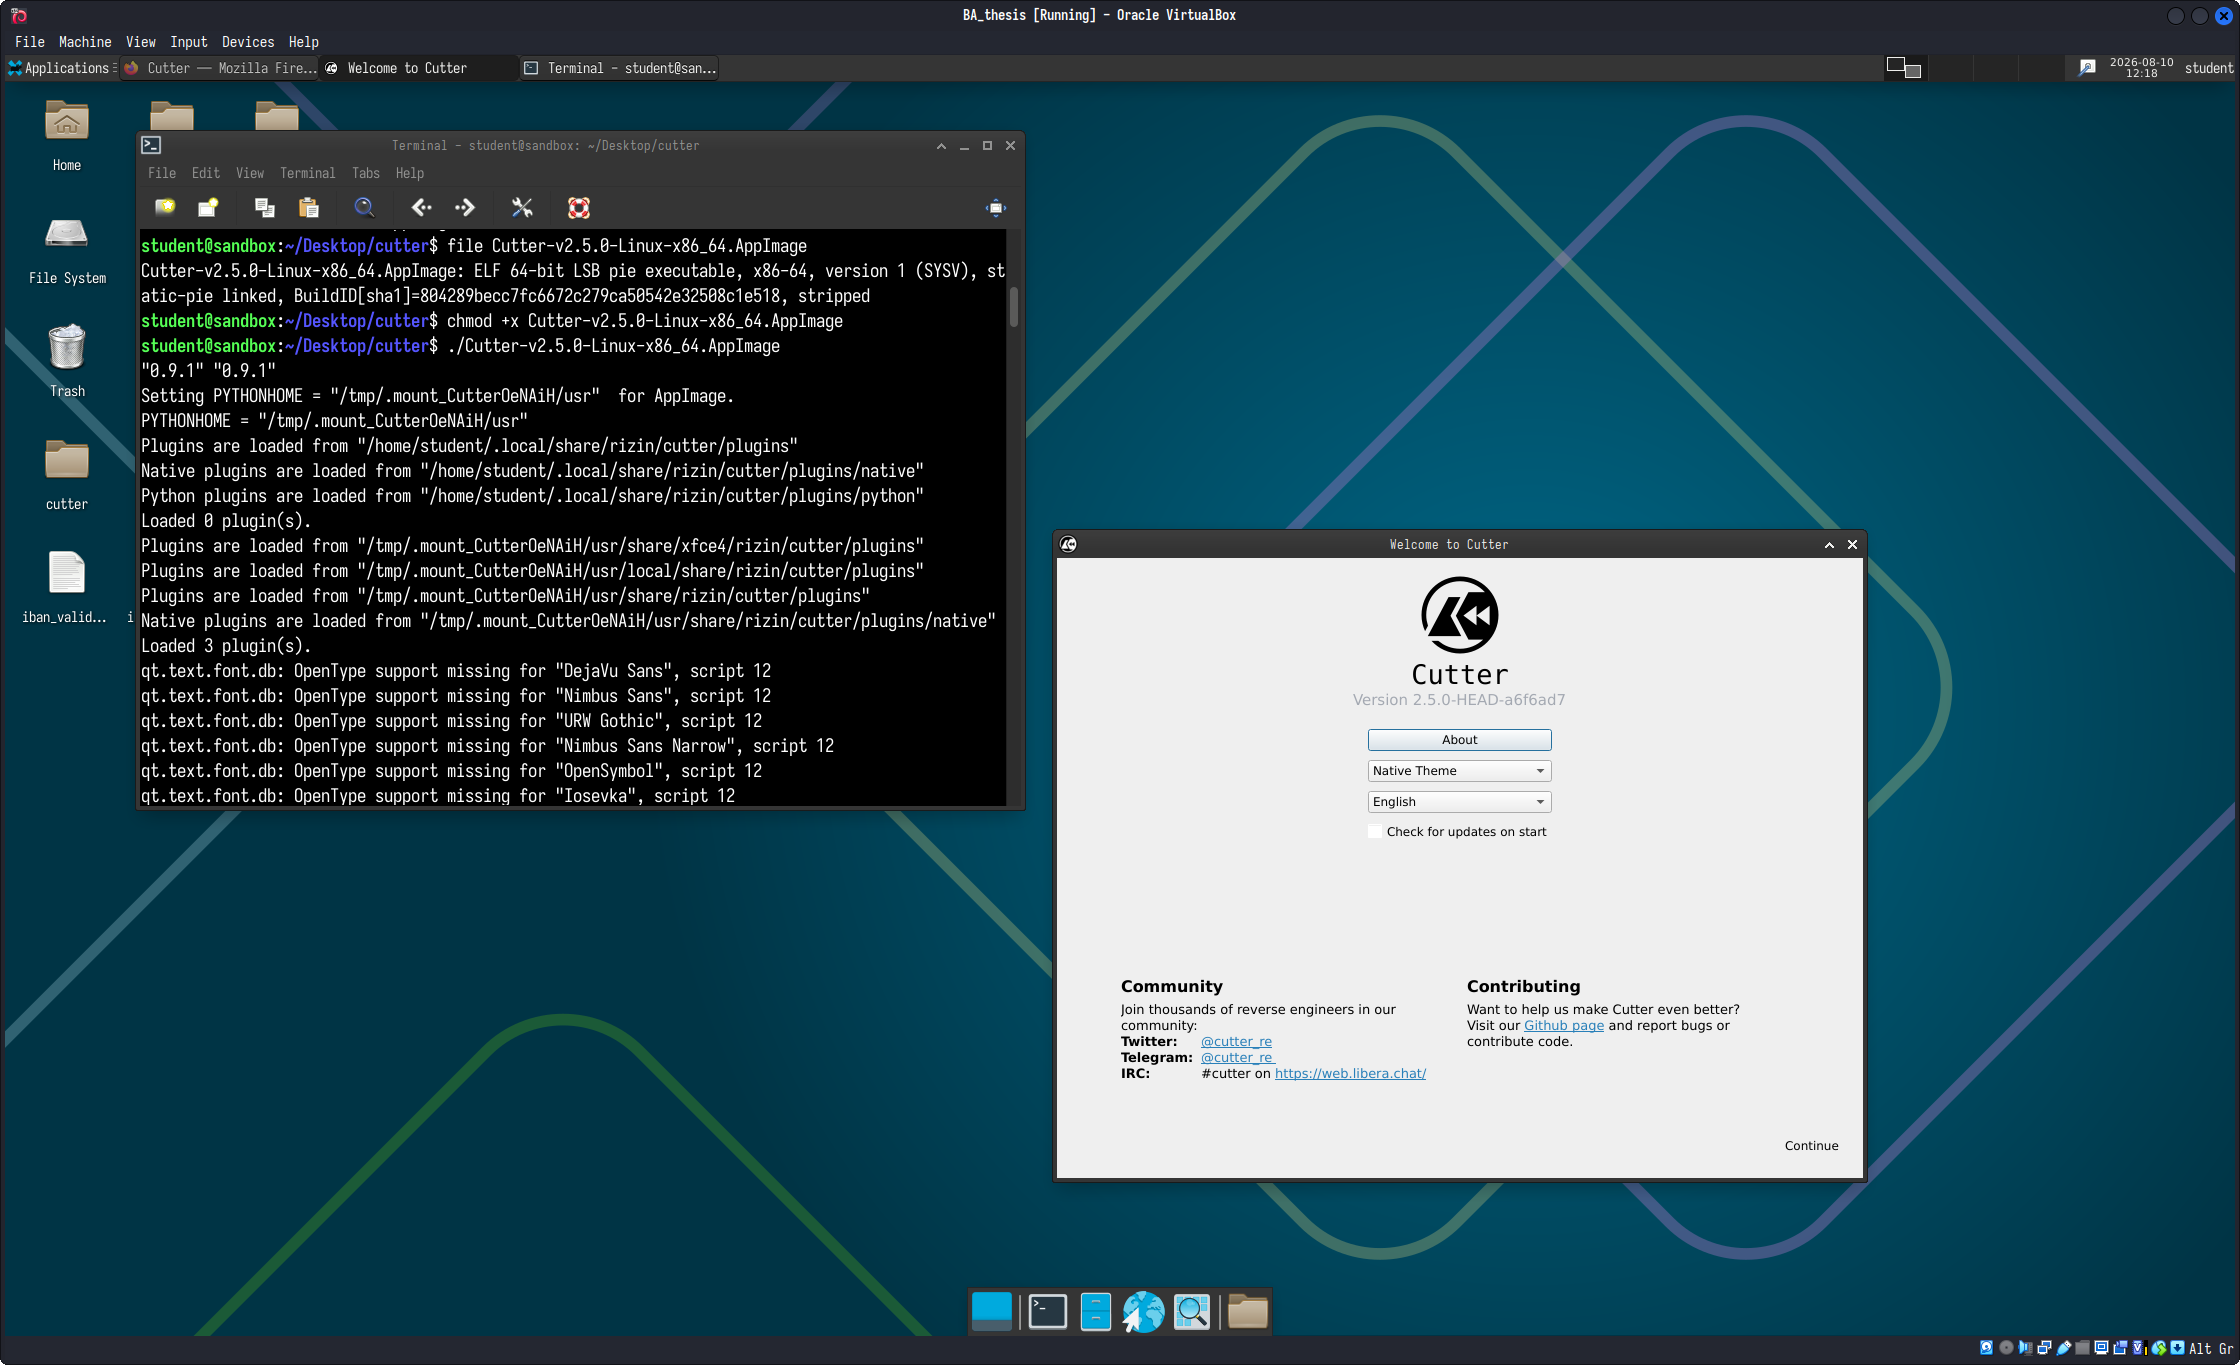 BA_thesis [Running] - Oracle VirtualBox
File Machine View Input Devices Help
Applications Cutter — Mozilla Fire... Welcome to Cutter Terminal - student@san... 2026-08-10 12:18 student
Home
File System
Trash
cutter
iban_valid...
i
Terminal - student@sandbox: ~/Desktop/cutter
File Edit View Terminal Tabs Help
student@sandbox:~/Desktop/cutter$ file Cutter-v2.5.0-Linux-x86_64.AppImage
Cutter-v2.5.0-Linux-x86_64.AppImage: ELF 64-bit LSB pie executable, x86-64, version 1 (SYSV), st
atic-pie linked, BuildID[sha1]=804289becc7fc6672c279ca50542e32508c1e518, stripped
student@sandbox:~/Desktop/cutter$ chmod +x Cutter-v2.5.0-Linux-x86_64.AppImage
student@sandbox:~/Desktop/cutter$ ./Cutter-v2.5.0-Linux-x86_64.AppImage
"0.9.1" "0.9.1"
Setting PYTHONHOME = "/tmp/.mount_CutterOeNAiH/usr"  for AppImage.
PYTHONHOME = "/tmp/.mount_CutterOeNAiH/usr"
Plugins are loaded from "/home/student/.local/share/rizin/cutter/plugins"
Native plugins are loaded from "/home/student/.local/share/rizin/cutter/plugins/native"
Python plugins are loaded from "/home/student/.local/share/rizin/cutter/plugins/python"
Loaded 0 plugin(s).
Plugins are loaded from "/tmp/.mount_CutterOeNAiH/usr/share/xfce4/rizin/cutter/plugins"
Plugins are loaded from "/tmp/.mount_CutterOeNAiH/usr/local/share/rizin/cutter/plugins"
Plugins are loaded from "/tmp/.mount_CutterOeNAiH/usr/share/rizin/cutter/plugins"
Native plugins are loaded from "/tmp/.mount_CutterOeNAiH/usr/share/rizin/cutter/plugins/native"
Loaded 3 plugin(s).
qt.text.font.db: OpenType support missing for "DejaVu Sans", script 12
qt.text.font.db: OpenType support missing for "Nimbus Sans", script 12
qt.text.font.db: OpenType support missing for "URW Gothic", script 12
qt.text.font.db: OpenType support missing for "Nimbus Sans Narrow", script 12
qt.text.font.db: OpenType support missing for "OpenSymbol", script 12
qt.text.font.db: OpenType support missing for "Iosevka", script 12
Welcome to Cutter
Cutter
Version 2.5.0-HEAD-a6f6ad7
About
Native Theme
English
Check for updates on start
Community
Join thousands of reverse engineers in our
community:
Twitter: @cutter_re
Telegram: @cutter_re
IRC: #cutter on https://web.libera.chat/
Contributing
Want to help us make Cutter even better?
Visit our Github page and report bugs or
contribute code.
Continue
Alt Gr